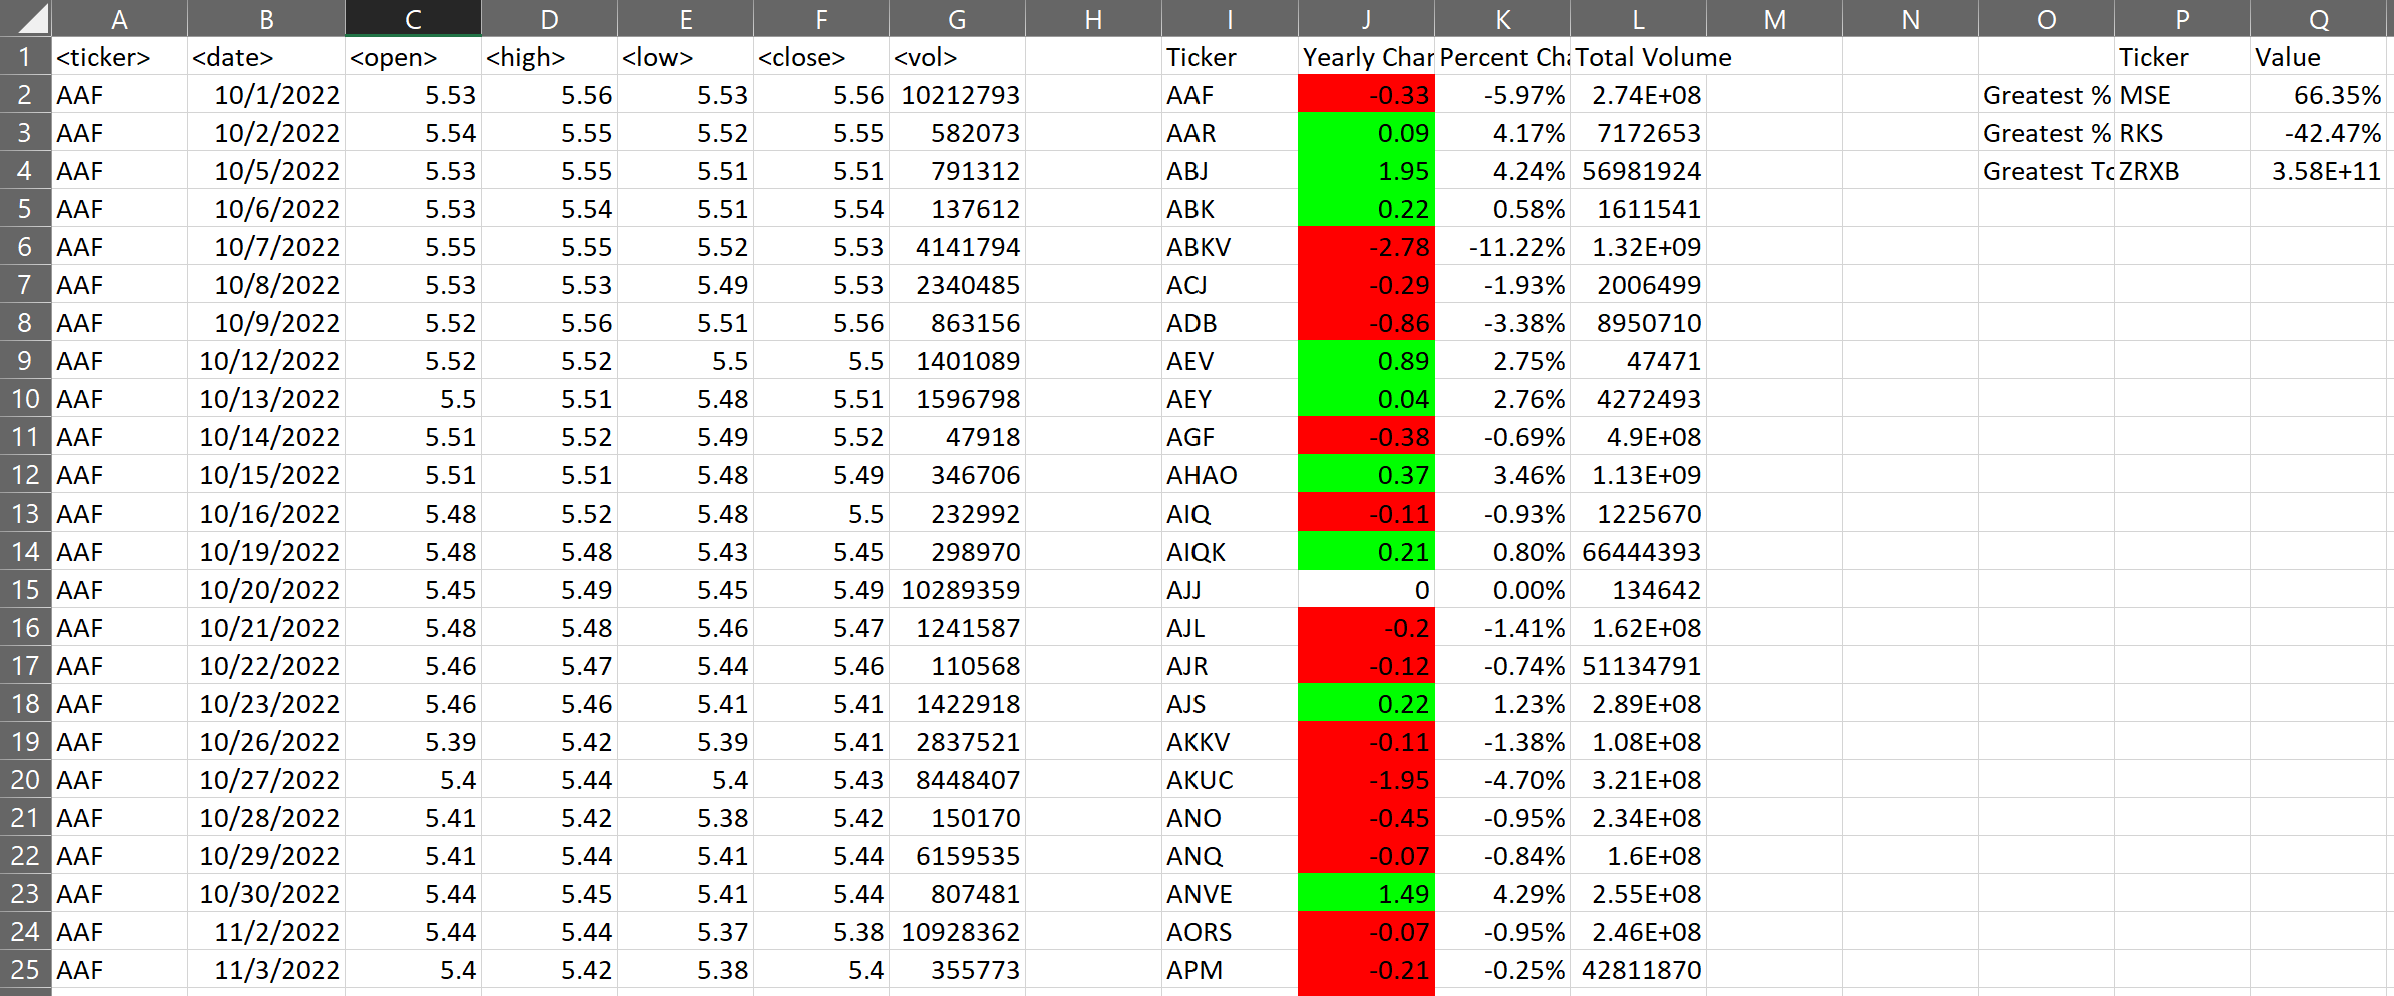 A B C D E F G H I J K L M N O P Q
1 <ticker> <date> <open> <high> <low> <close> <vol> Ticker Yearly Char Percent Cha Total Volume Ticker Value
2 AAF 10/1/2022 5.53 5.56 5.53 5.56 10212793 AAF -0.33 -5.97% 2.74E+08 Greatest % MSE 66.35%
3 AAF 10/2/2022 5.54 5.55 5.52 5.55 582073 AAR 0.09 4.17% 7172653 Greatest % RKS -42.47%
4 AAF 10/5/2022 5.53 5.55 5.51 5.51 791312 ABJ 1.95 4.24% 56981924 Greatest To ZRXB 3.58E+11
5 AAF 10/6/2022 5.53 5.54 5.51 5.54 137612 ABK 0.22 0.58% 1611541
6 AAF 10/7/2022 5.55 5.55 5.52 5.53 4141794 ABKV -2.78 -11.22% 1.32E+09
7 AAF 10/8/2022 5.53 5.53 5.49 5.53 2340485 ACJ -0.29 -1.93% 2006499
8 AAF 10/9/2022 5.52 5.56 5.51 5.56 863156 ADB -0.86 -3.38% 8950710
9 AAF 10/12/2022 5.52 5.52 5.5 5.5 1401089 AEV 0.89 2.75% 47471
10 AAF 10/13/2022 5.5 5.51 5.48 5.51 1596798 AEY 0.04 2.76% 4272493
11 AAF 10/14/2022 5.51 5.52 5.49 5.52 47918 AGF -0.38 -0.69% 4.9E+08
12 AAF 10/15/2022 5.51 5.51 5.48 5.49 346706 AHAO 0.37 3.46% 1.13E+09
13 AAF 10/16/2022 5.48 5.52 5.48 5.5 232992 AIQ -0.11 -0.93% 1225670
14 AAF 10/19/2022 5.48 5.48 5.43 5.45 298970 AIQK 0.21 0.80% 66444393
15 AAF 10/20/2022 5.45 5.49 5.45 5.49 10289359 AJJ 0 0.00% 134642
16 AAF 10/21/2022 5.48 5.48 5.46 5.47 1241587 AJL -0.2 -1.41% 1.62E+08
17 AAF 10/22/2022 5.46 5.47 5.44 5.46 110568 AJR -0.12 -0.74% 51134791
18 AAF 10/23/2022 5.46 5.46 5.41 5.41 1422918 AJS 0.22 1.23% 2.89E+08
19 AAF 10/26/2022 5.39 5.42 5.39 5.41 2837521 AKKV -0.11 -1.38% 1.08E+08
20 AAF 10/27/2022 5.4 5.44 5.4 5.43 8448407 AKUC -1.95 -4.70% 3.21E+08
21 AAF 10/28/2022 5.41 5.42 5.38 5.42 150170 ANO -0.45 -0.95% 2.34E+08
22 AAF 10/29/2022 5.41 5.44 5.41 5.44 6159535 ANQ -0.07 -0.84% 1.6E+08
23 AAF 10/30/2022 5.44 5.45 5.41 5.44 807481 ANVE 1.49 4.29% 2.55E+08
24 AAF 11/2/2022 5.44 5.44 5.37 5.38 10928362 AORS -0.07 -0.95% 2.46E+08
25 AAF 11/3/2022 5.4 5.42 5.38 5.4 355773 APM -0.21 -0.25% 42811870